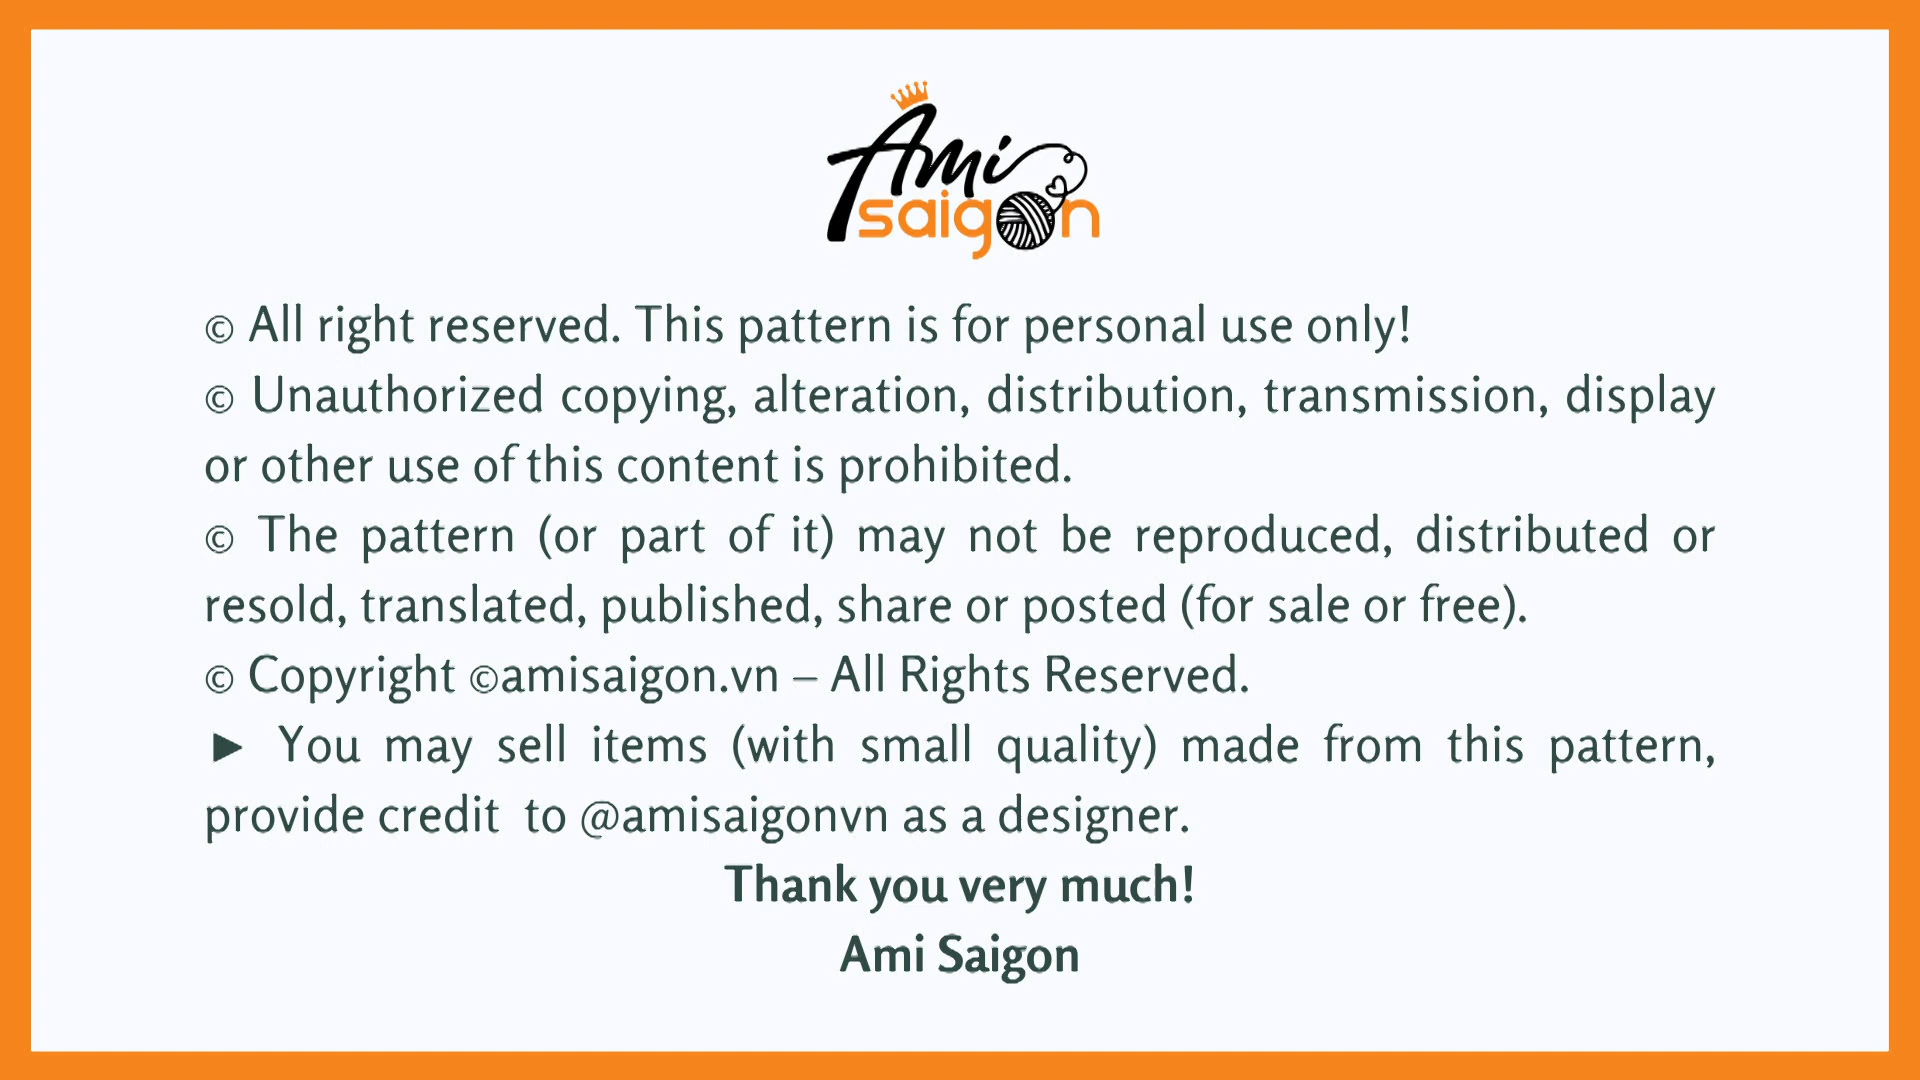 Ami
saigon
© All right reserved. This pattern is for personal use only!
© Unauthorized copying, alteration, distribution, transmission, display
or other use of this content is prohibited.
© The pattern (or part of it) may not be reproduced, distributed or
resold, translated, published, share or posted (for sale or free).
© Copyright ©amisaigon.vn – All Rights Reserved.
► You may sell items (with small quality) made from this pattern,
provide credit  to @amisaigonvn as a designer.
Thank you very much!
Ami Saigon